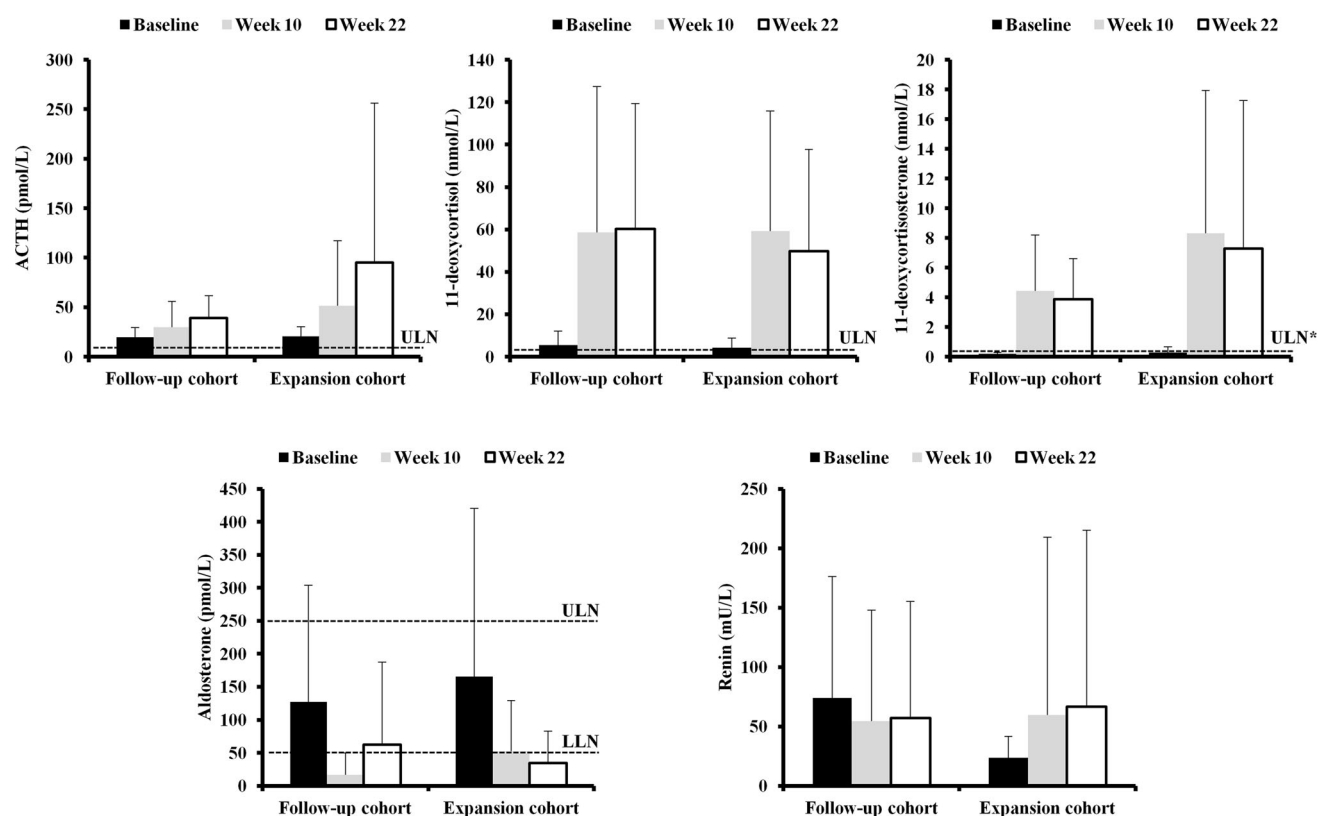 Baseline Week 10 Week 22
300
250
200
150
100
50
0
ACTH (pmol/L)
ULN
Follow-up cohort Expansion cohort
Baseline Week 10 Week 22
140
120
100
80
60
40
20
0
11-deoxycortisol (nmol/L)
ULN
Follow-up cohort Expansion cohort
Baseline Week 10 Week 22
20
18
16
14
12
10
8
6
4
2
0
11-deoxycortisosterone (nmol/L)
ULN*
Follow-up cohort Expansion cohort
Baseline Week 10 Week 22
450
400
350
300
250
200
150
100
50
0
Aldosterone (pmol/L)
ULN
LLN
Follow-up cohort Expansion cohort
Baseline Week 10 Week 22
250
200
150
100
50
0
Renin (mU/L)
Follow-up cohort Expansion cohort